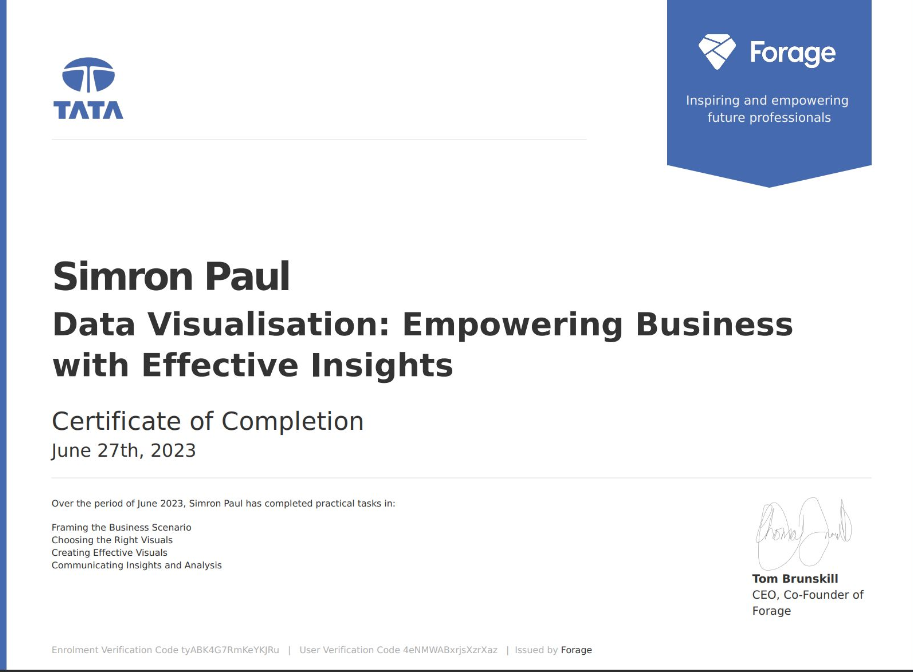 TATA
Forage
Inspiring and empowering
future professionals
Simron Paul
Data Visualisation: Empowering Business
with Effective Insights
Certificate of Completion
June 27th, 2023
Over the period of June 2023, Simron Paul has completed practical tasks in:
Framing the Business Scenario
Choosing the Right Visuals
Creating Effective Visuals
Communicating Insights and Analysis
Tom Brunskill
CEO, Co-Founder of
Forage
Enrolment Verification Code tyABK4G7RmKeYKJRu | User Verification Code 4eNMWABxrjsXzrXaz | Issued by Forage